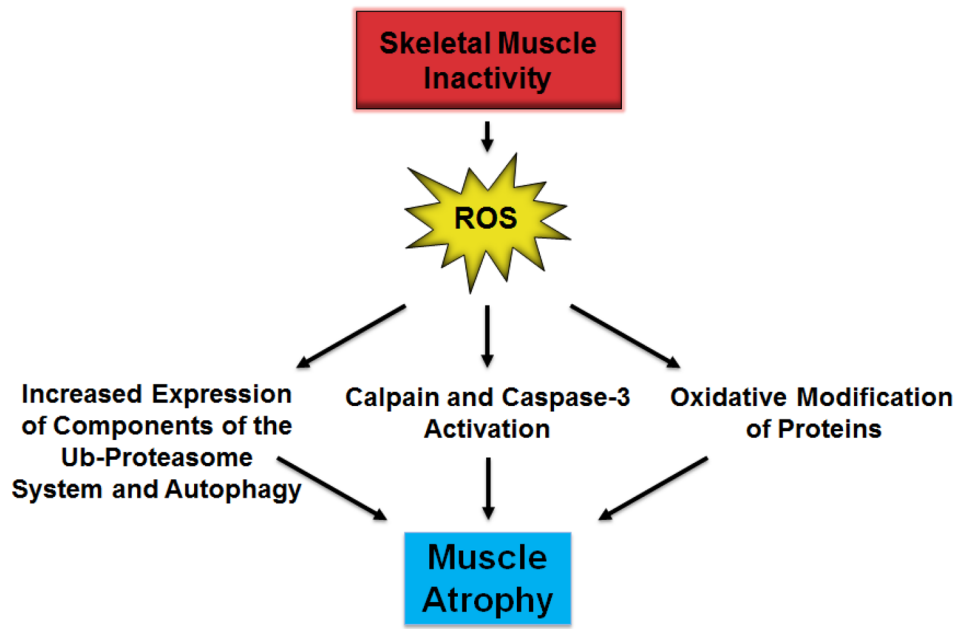 Skeletal Muscle
Inactivity
ROS
Increased Expression
of Components of the
Ub-Proteasome
System and Autophagy
Calpain and Caspase-3
Activation
Oxidative Modification
of Proteins
Muscle
Atrophy